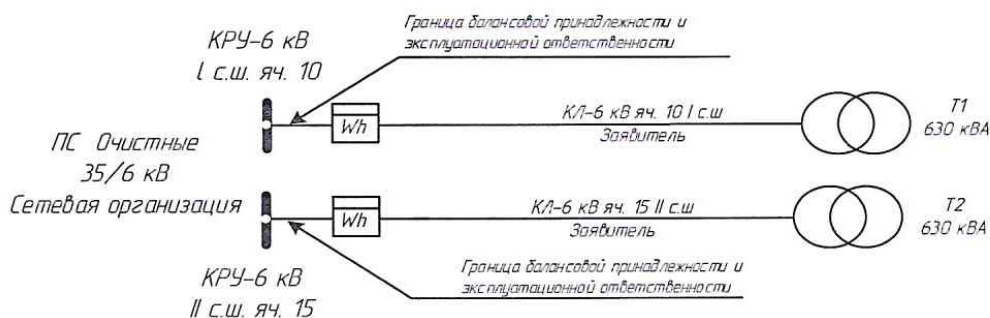 Граница балансовой принадлежности и
эксплуатационной ответственности
КРУ-6 кВ
I с.ш. яч. 10
Wh
КЛ-6 кВ яч. 10 I с.ш
Заявитель
Т1
630 кВА
ПС Очистные
35/6 кВ
Сетевая организация
Wh
КЛ-6 кВ яч. 15 II с.ш
Заявитель
Т2
630 кВА
КРУ-6 кВ
II с.ш. яч. 15
Граница балансовой принадлежности и
эксплуатационной ответственности